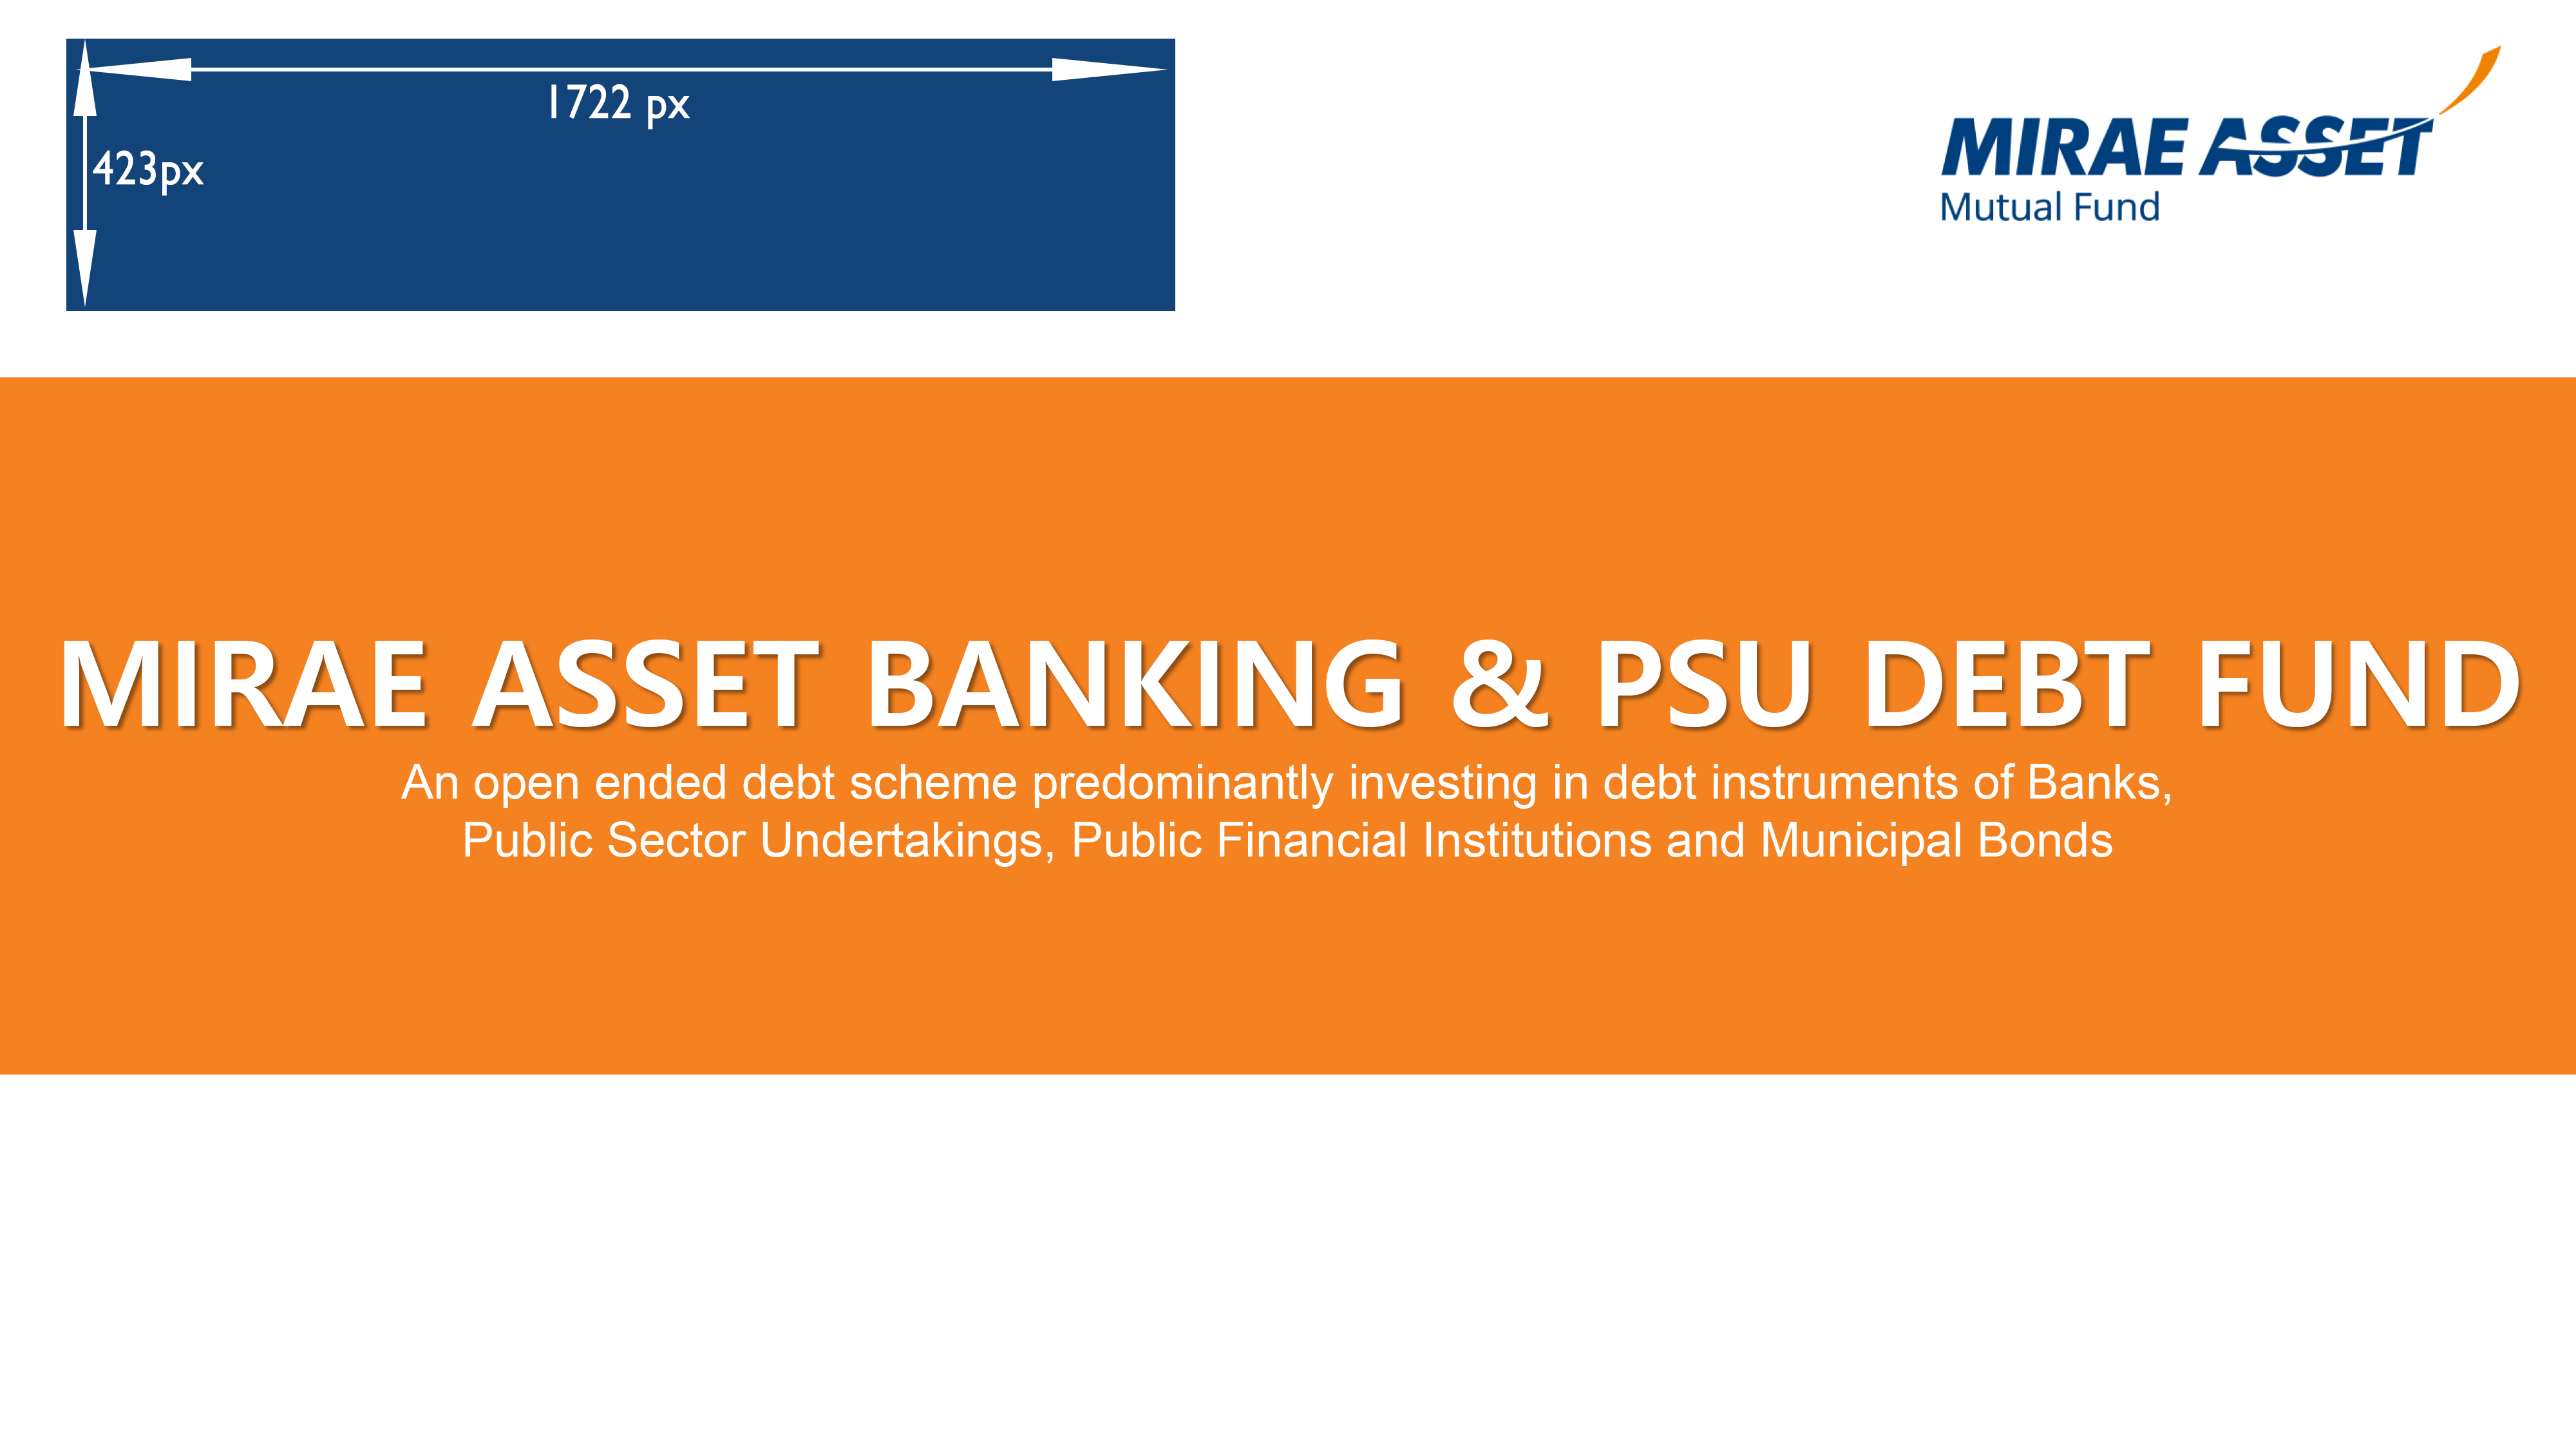 1722 px
423px
MIRAE ASSET
Mutual Fund
MIRAE ASSET BANKING & PSU DEBT FUND
An open ended debt scheme predominantly investing in debt instruments of Banks,
Public Sector Undertakings, Public Financial Institutions and Municipal Bonds